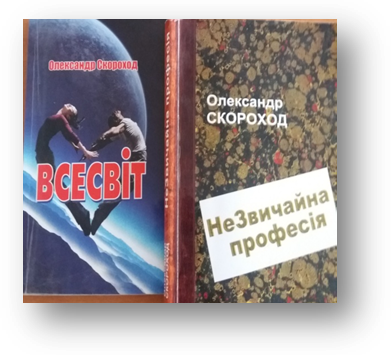 Олександр Скороход
ВСЕСВІТ
Олександр
СКОРОХОД
НеЗвичайна
професія